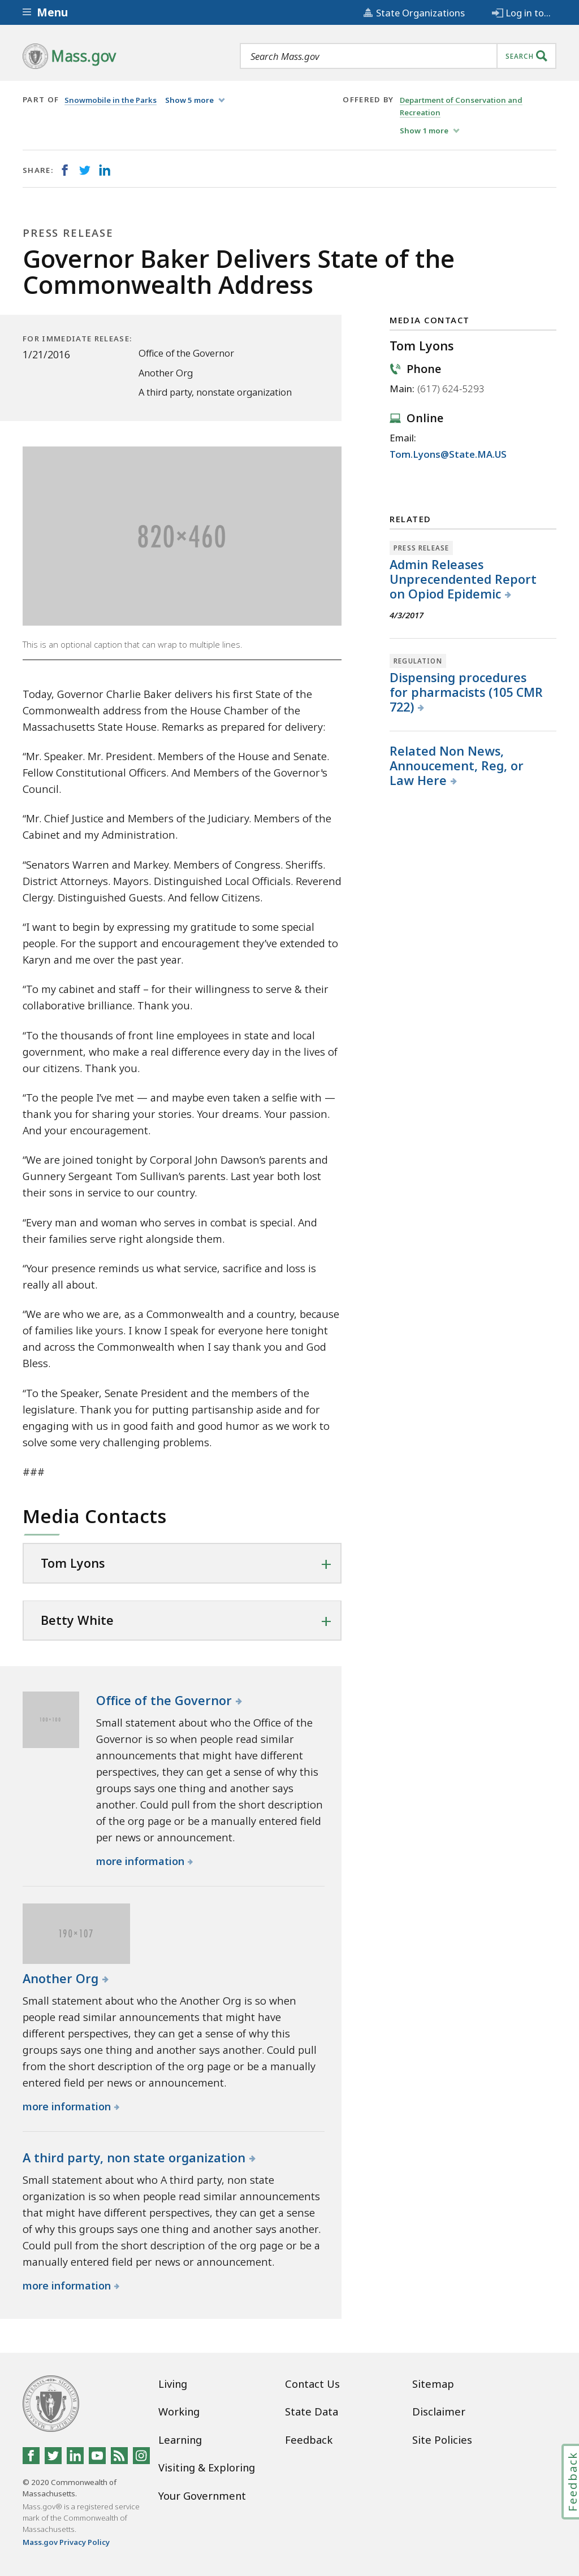 Menu
State Organizations
Log in to...
Mass.gov
Search Mass.gov
SEARCH
PART OF
Snowmobile in the Parks
Show 5 more
OFFERED BY
Department of Conservation and
Recreation
Show 1 more
SHARE:
PRESS RELEASE
Governor Baker Delivers State of the
Commonwealth Address
FOR IMMEDIATE RELEASE:
1/21/2016
Office of the Governor
Another Org
A third party, nonstate organization
820×460
This is an optional caption that can wrap to multiple lines.
Today, Governor Charlie Baker delivers his first State of the
Commonwealth address from the House Chamber of the
Massachusetts State House. Remarks as prepared for delivery:
“Mr. Speaker. Mr. President. Members of the House and Senate.
Fellow Constitutional Officers. And Members of the Governor’s
Council.
“Mr. Chief Justice and Members of the Judiciary. Members of the
Cabinet and my Administration.
“Senators Warren and Markey. Members of Congress. Sheriffs.
District Attorneys. Mayors. Distinguished Local Officials. Reverend
Clergy. Distinguished Guests. And fellow Citizens.
“I want to begin by expressing my gratitude to some special
people. For the support and encouragement they’ve extended to
Karyn and me over the past year.
“To my cabinet and staff – for their willingness to serve & their
collaborative brilliance. Thank you.
“To the thousands of front line employees in state and local
government, who make a real difference every day in the lives of
our citizens. Thank you.
“To the people I’ve met — and maybe even taken a selfie with —
thank you for sharing your stories. Your dreams. Your passion.
And your encouragement.
“We are joined tonight by Corporal John Dawson’s parents and
Gunnery Sergeant Tom Sullivan’s parents. Last year both lost
their sons in service to our country.
“Every man and woman who serves in combat is special. And
their families serve right alongside them.
“Your presence reminds us what service, sacrifice and loss is
really all about.
“We are who we are, as a Commonwealth and a country, because
of families like yours. I know I speak for everyone here tonight
and across the Commonwealth when I say thank you and God
Bless.
“To the Speaker, Senate President and the members of the
legislature. Thank you for putting partisanship aside and for
engaging with us in good faith and good humor as we work to
solve some very challenging problems.
###
MEDIA CONTACT
Tom Lyons
Phone
Main: (617) 624-5293
Online
Email:
Tom.Lyons@State.MA.US
RELATED
PRESS RELEASE
Admin Releases
Unprecendented Report
on Opiod Epidemic
4/3/2017
REGULATION
Dispensing procedures
for pharmacists (105 CMR
722)
Related Non News,
Annoucement, Reg, or
Law Here
Media Contacts
Tom Lyons
+
Betty White
+
100×100
Office of the Governor
Small statement about who the Office of the
Governor is so when people read similar
announcements that might have different
perspectives, they can get a sense of why this
groups says one thing and another says
another. Could pull from the short description
of the org page or be a manually entered field
per news or announcement.
more information
190×107
Another Org
Small statement about who the Another Org is so when
people read similar announcements that might have
different perspectives, they can get a sense of why this
groups says one thing and another says another. Could pull
from the short description of the org page or be a manually
entered field per news or announcement.
more information
A third party, non state organization
Small statement about who A third party, non state
organization is so when people read similar announcements
that might have different perspectives, they can get a sense
of why this groups says one thing and another says another.
Could pull from the short description of the org page or be a
manually entered field per news or announcement.
more information
Living
Working
Learning
Visiting & Exploring
Your Government
Contact Us
State Data
Feedback
Sitemap
Disclaimer
Site Policies
© 2020 Commonwealth of
Massachusetts.
Mass.gov® is a registered service
mark of the Commonwealth of
Massachusetts.
Mass.gov Privacy Policy
Feedback